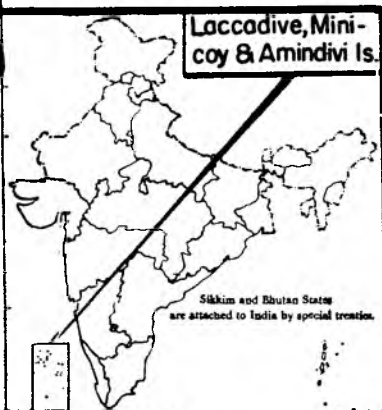 Laccadive, Mini-
coy & Amindivi Is.
Sikkim and Bhutan States
are attached to India by special treaties.